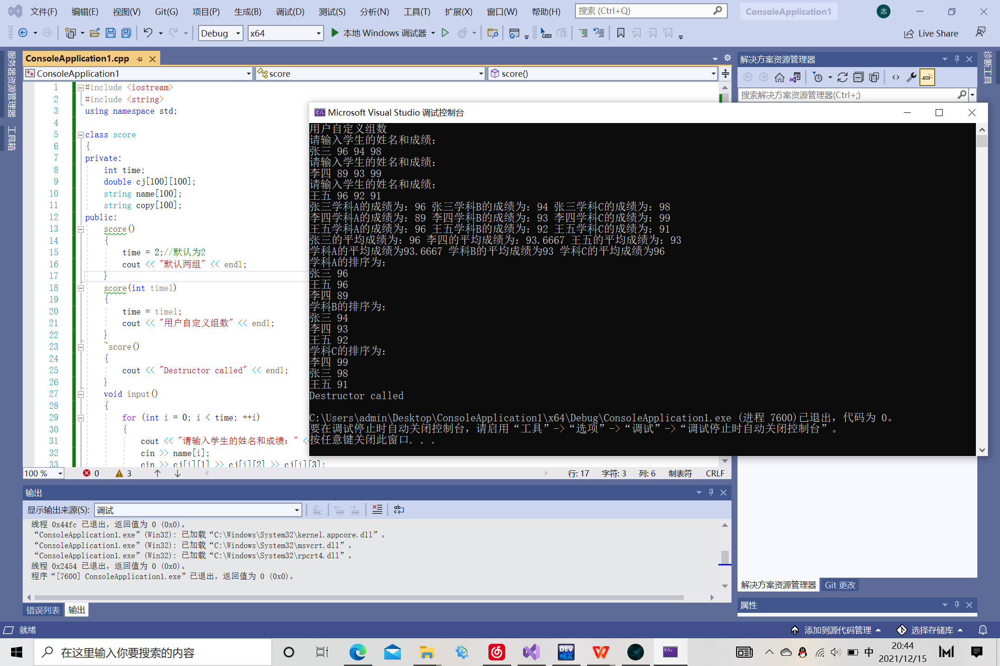 文件(F) 编辑(E) 视图(V) Git(G) 项目(P) 生成(B) 调试(D) 测试(S) 分析(N) 工具(T) 扩展(X) 窗口(W) 帮助(H) 搜索 (Ctrl+Q) ConsoleApplication1 志
Debug x64 本地 Windows 调试器 Live Share
服务器资源管理器
工具箱
ConsoleApplication1.cpp
ConsoleApplication1 score score()
1 #include <iostream>
2 #include <string>
3 using namespace std;
4
5 class score
6 {
7 private:
8 int time;
9 double cj[100][100];
10 string name[100];
11 string copy[100];
12 public:
13 score()
14 {
15 time = 2;//默认为2
16 cout << "默认两组" << endl;
17 }
18 score(int time1)
19 {
20 time = time1;
21 cout << "用户自定义组数" << endl;
22 }
23 ~score()
24 {
25 cout << "Destructor called" << endl;
26 }
27 void input()
28 {
29 for (int i = 0; i < time; ++i)
30 {
31 cout << "请输入学生的姓名和成绩：" <<
32 cin >> name[i];
33 cin >> cj[i][1] >> cj[i][2] >> cj[i][3];
100 % 0 3 行: 17 字符: 3 列: 6 制表符 CRLF
Microsoft Visual Studio 调试控制台
用户自定义组数
请输入学生的姓名和成绩：
张三 96 94 98
请输入学生的姓名和成绩：
李四 89 93 99
请输入学生的姓名和成绩：
王五 96 92 91
张三学科A的成绩为：96 张三学科B的成绩为：94 张三学科C的成绩为：98
李四学科A的成绩为：89 李四学科B的成绩为：93 李四学科C的成绩为：99
王五学科A的成绩为：96 王五学科B的成绩为：92 王五学科C的成绩为：91
张三的平均成绩为：96 李四的平均成绩为：93.6667 王五的平均成绩为：93
学科A的平均成绩为93.6667 学科B的平均成绩为93 学科C的平均成绩为96
学科A的排序为：
张三 96
王五 96
李四 89
学科B的排序为：
张三 94
李四 93
王五 92
学科C的排序为：
李四 99
张三 98
王五 91
Destructor called
C:\Users\admin\Desktop\ConsoleApplication1\x64\Debug\ConsoleApplication1.exe (进程 7600)已退出，代码为 0。
要在调试停止时自动关闭控制台，请启用“工具”->“选项”->“调试”->“调试停止时自动关闭控制台”。
按任意键关闭此窗口. . .
解决方案资源管理器
搜索解决方案资源管理器(Ctrl+;)
诊断工具
解决方案资源管理器 Git 更改
属性
输出
显示输出来源(S): 调试
线程 0x44fc 已退出，返回值为 0 (0x0)。
“ConsoleApplication1.exe”(Win32): 已加载“C:\Windows\System32\kernel.appcore.dll”。
“ConsoleApplication1.exe”(Win32): 已加载“C:\Windows\System32\msvcrt.dll”。
“ConsoleApplication1.exe”(Win32): 已加载“C:\Windows\System32\rpcrt4.dll”。
线程 0x2454 已退出，返回值为 0 (0x0)。
程序“[7600] ConsoleApplication1.exe”已退出，返回值为 0 (0x0)。
错误列表 输出
就绪 添加到源代码管理 选择存储库
在这里输入你要搜索的内容
DEV C++
中
20:44
2021/12/15